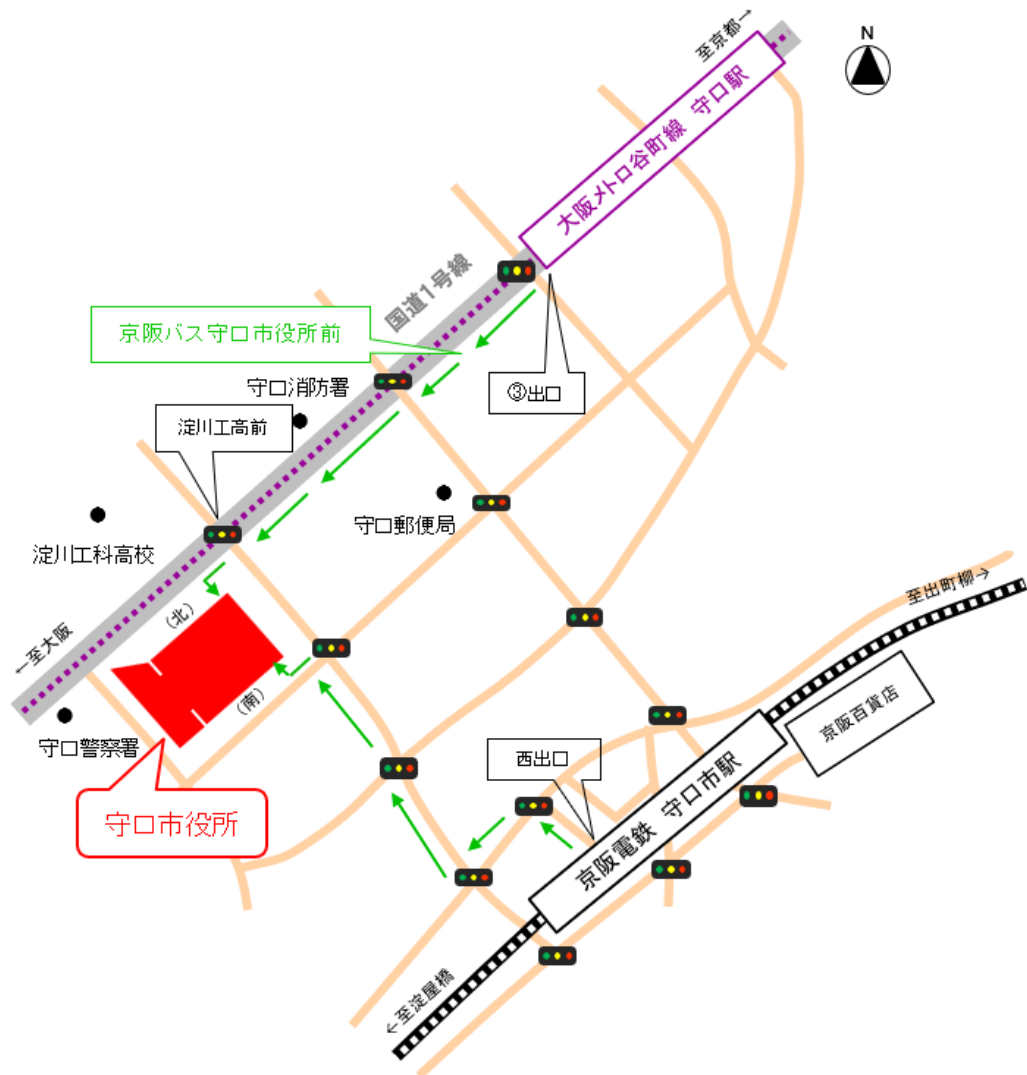 至京都→
N
大阪メトロ谷町線 守口駅
国道1号線
京阪バス守口市役所前
守口消防署
③出口
淀川工高前
守口郵便局
淀川工科高校
(北)
←至大阪
至出町柳→
(南)
京阪百貨店
守口警察署
西出口
守口市役所
京阪電鉄 守口市駅
←至淀屋橋